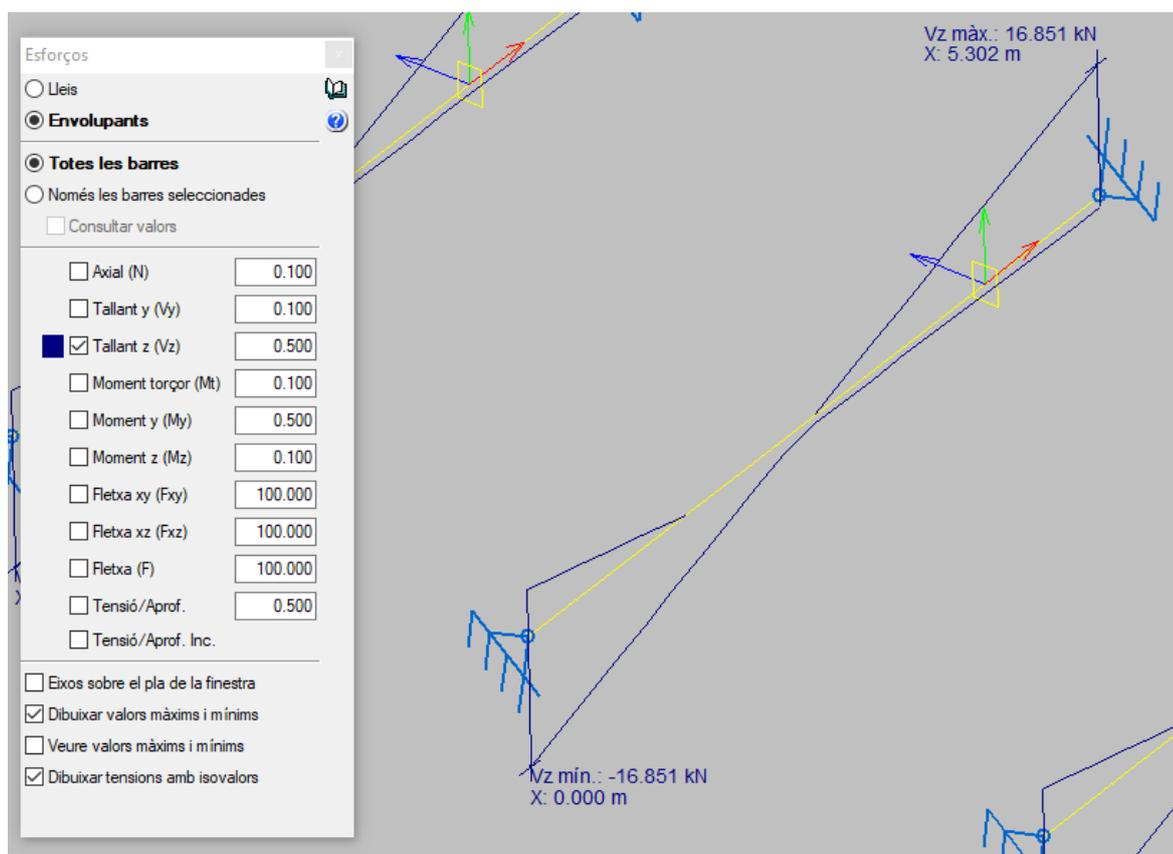 Esforços
Lleis
Envolupants
Totes les barres
Només les barres seleccionades
Consultar valors
Axial (N) 0.100
Tallant y (Vy) 0.100
Tallant z (Vz) 0.500
Moment torçor (Mt) 0.100
Moment y (My) 0.500
Moment z (Mz) 0.100
Fletxa xy (Fxy) 100.000
Fletxa xz (Fxz) 100.000
Fletxa (F) 100.000
Tensió/Aprof. 0.500
Tensió/Aprof. Inc.
Eixos sobre el pla de la finestra
Dibuixar valors màxims i mínims
Veure valors màxims i mínims
Dibuixar tensions amb isovalors
Vz màx.: 16.851 kN
X: 5.302 m
Vz mín.: -16.851 kN
X: 0.000 m